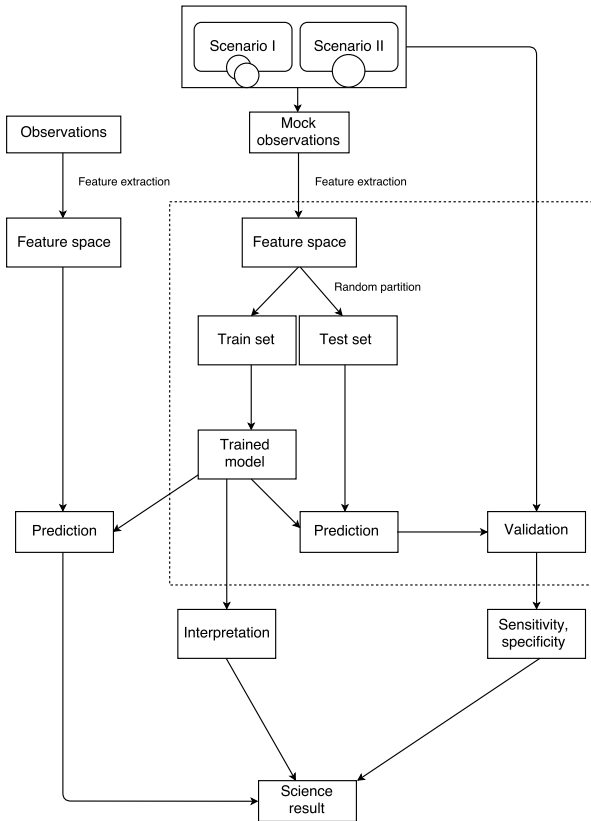 Scenario I
Scenario II
Observations
Mock
observations
Feature extraction
Feature extraction
Feature space
Feature space
Random partition
Train set
Test set
Trained
model
Prediction
Prediction
Validation
Interpretation
Sensitivity,
specificity
Science
result